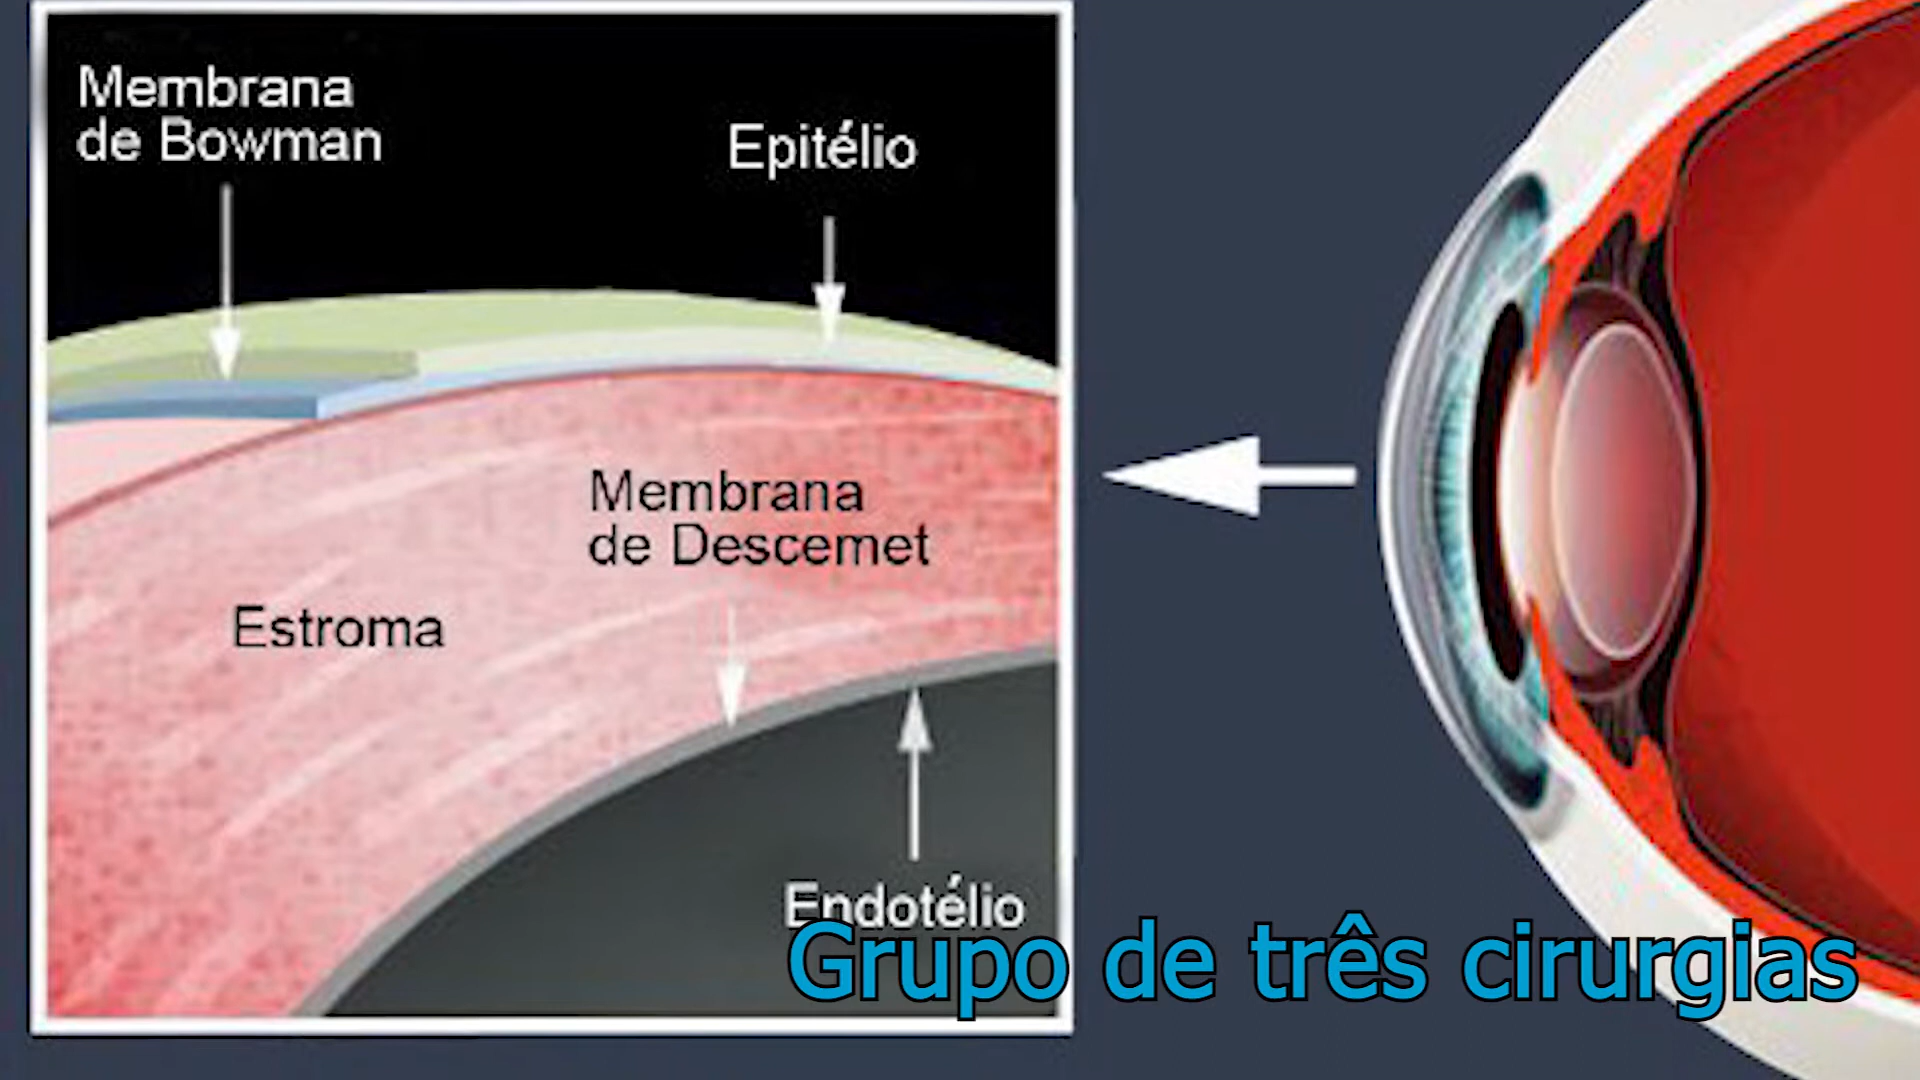 Membrana
de Bowman
Epitélio
Membrana
de Descemet
Estroma
Endotélio
Grupo de três cirurgias